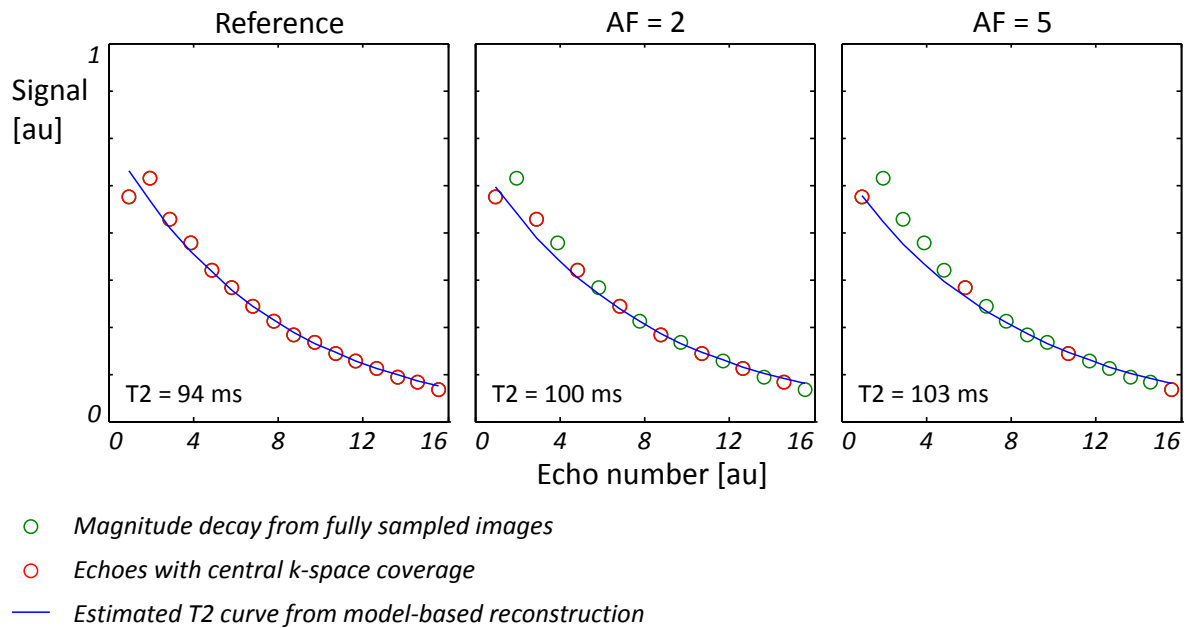 Reference
AF = 2
AF = 5
1
Signal
[au]
T2 = 94 ms
T2 = 100 ms
T2 = 103 ms
0
0 4 8 12 16
0 4 8 12 16
0 4 8 12 16
Echo number [au]
Magnitude decay from fully sampled images
Echoes with central k-space coverage
Estimated T2 curve from model-based reconstruction